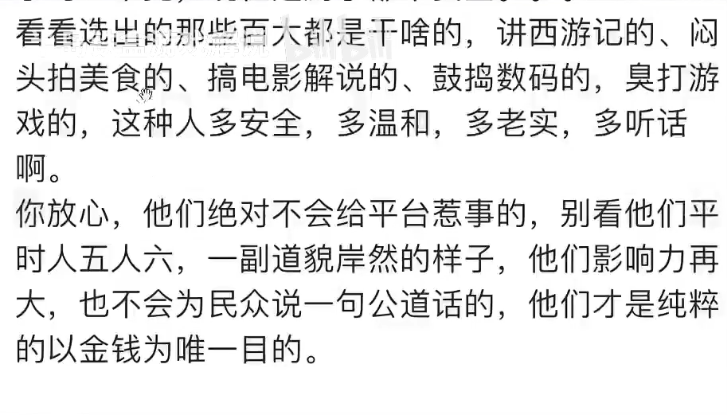 看看选出的那些百大都是干啥的，讲西游记的、闷
头拍美食的、搞电影解说的、鼓捣数码的，臭打游
戏的，这种人多安全，多温和，多老实，多听话
啊。
你放心，他们绝对不会给平台惹事的，别看他们平
时人五人六，一副道貌岸然的样子，他们影响力再
大，也不会为民众说一句公道话的，他们才是纯粹
的以金钱为唯一目的。